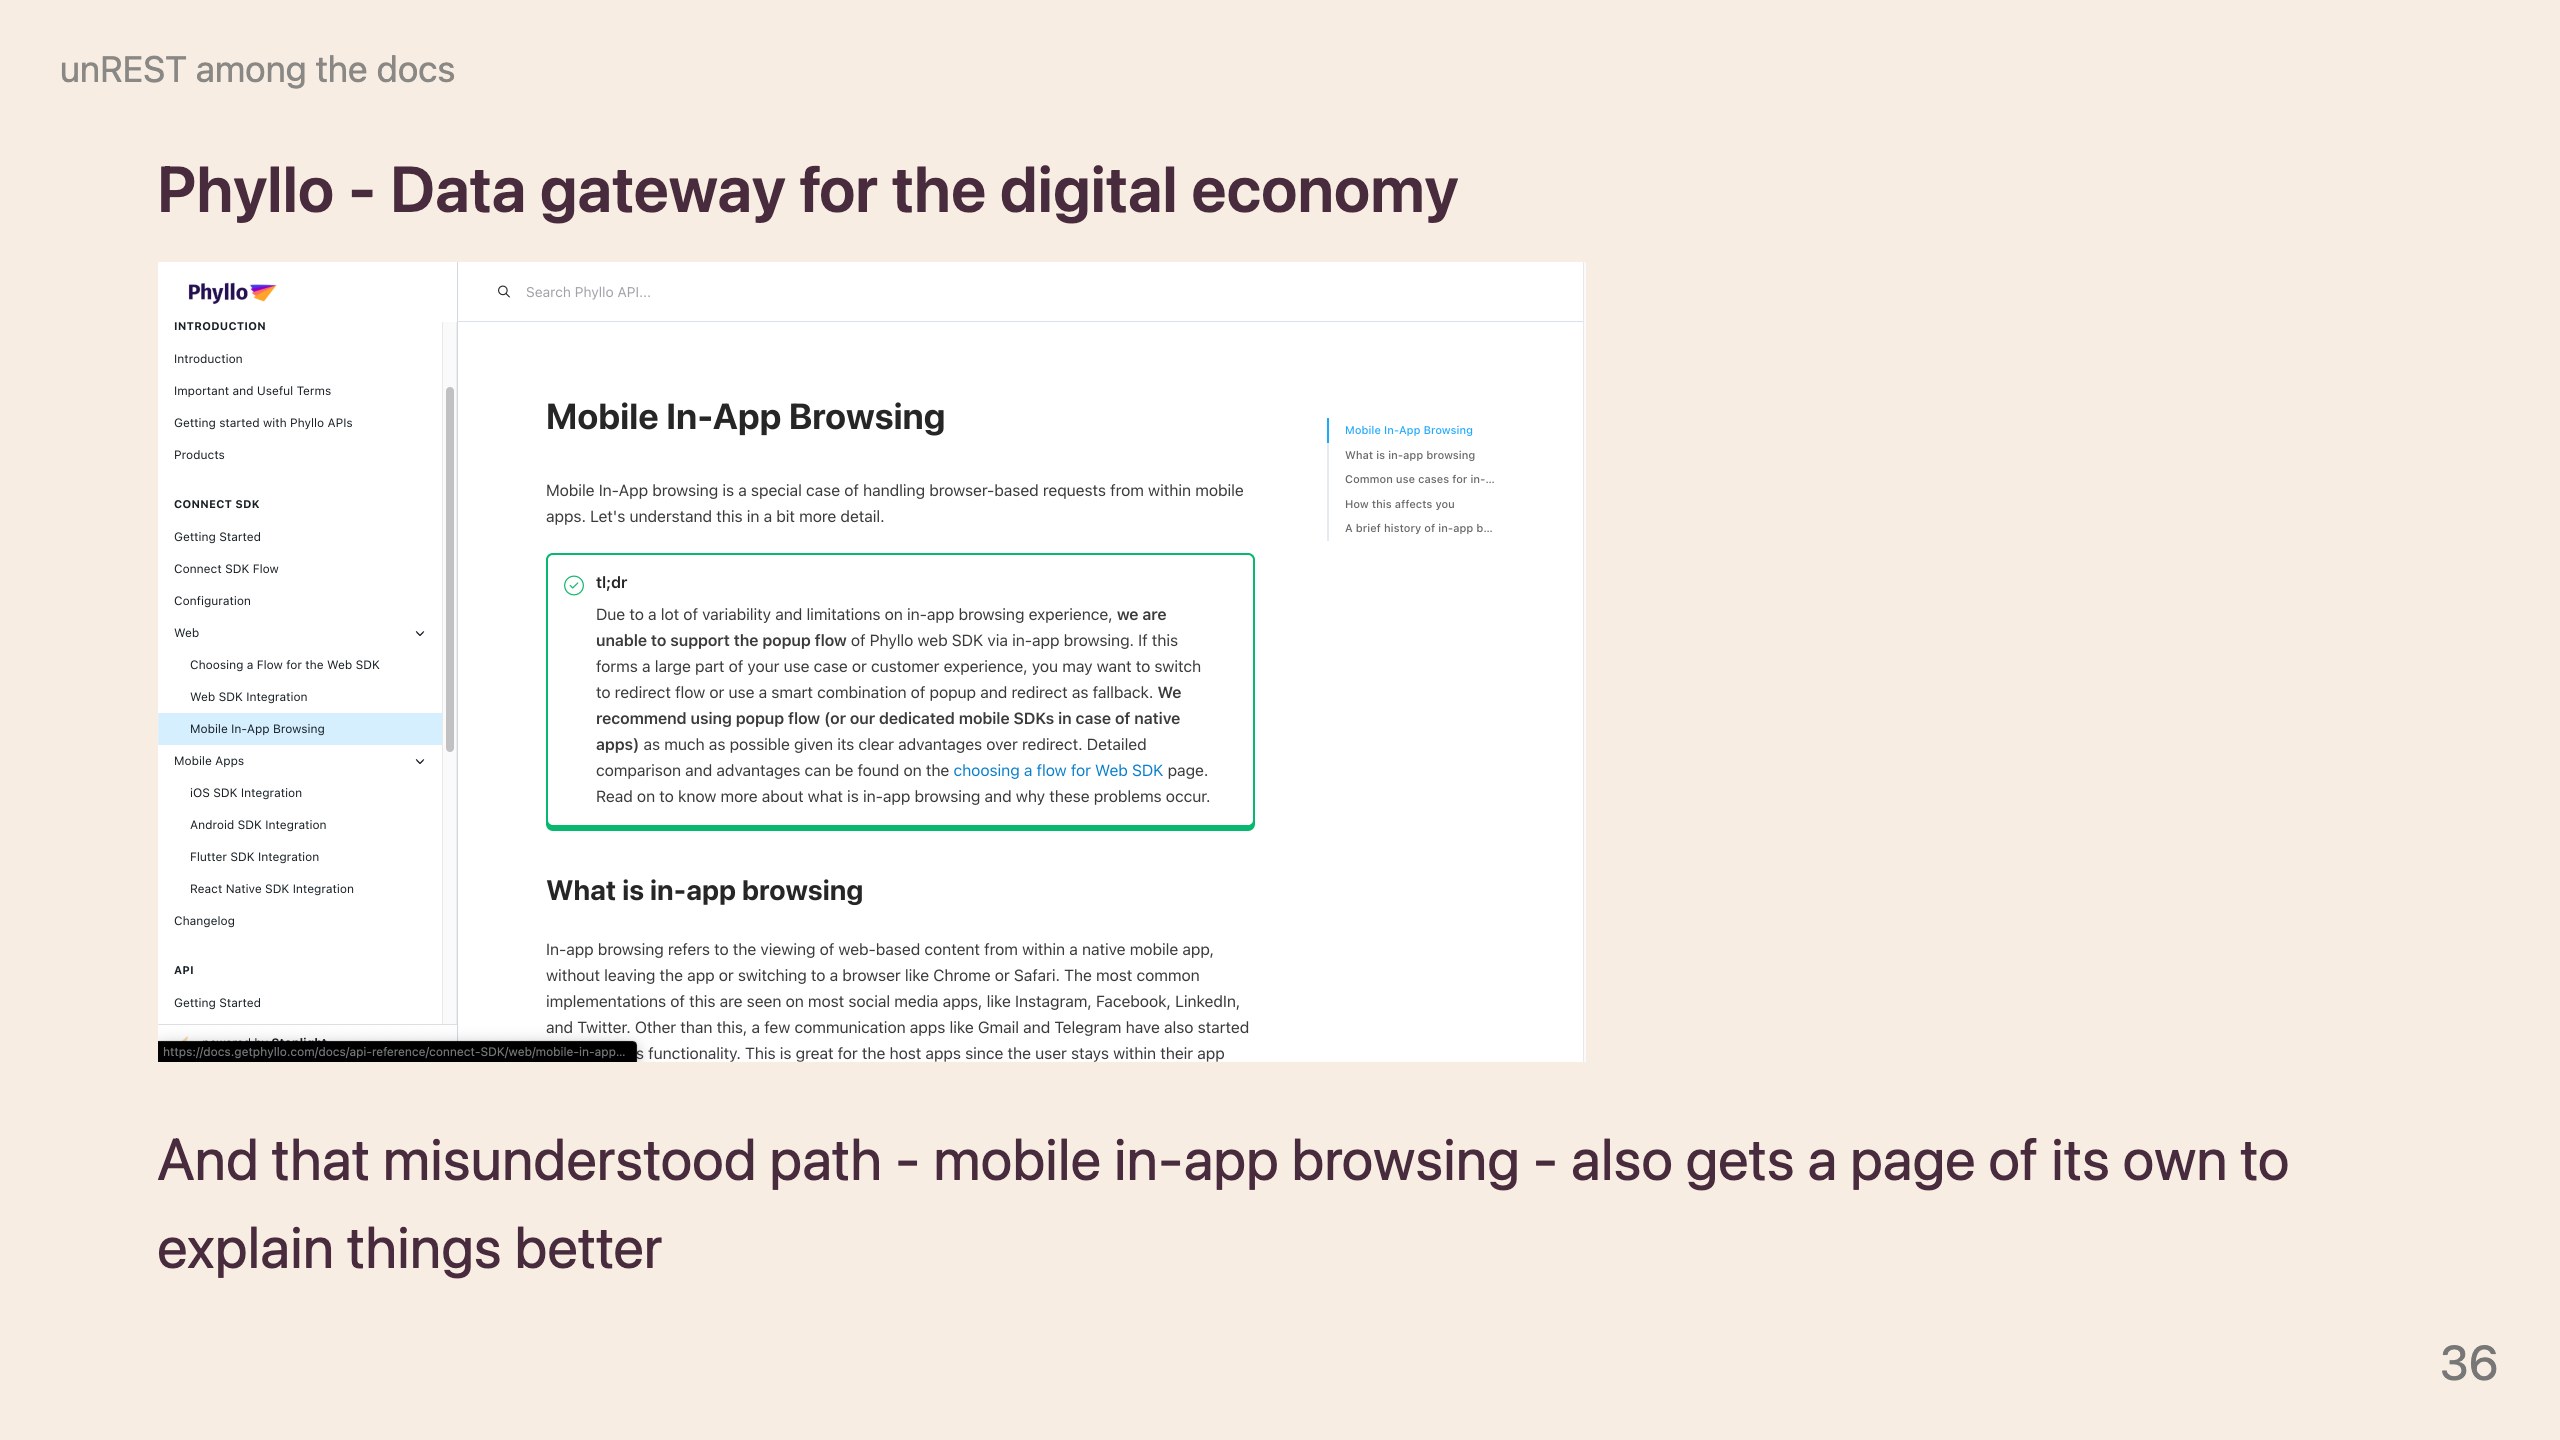 unREST among the docs
Phyllo - Data gateway for the digital economy
Phyllo
Search Phyllo API...
INTRODUCTION
Introduction
Important and Useful Terms
Getting started with Phyllo APIs
Products
CONNECT SDK
Getting Started
Connect SDK Flow
Configuration
Web
Choosing a Flow for the Web SDK
Web SDK Integration
Mobile In-App Browsing
Mobile Apps
iOS SDK Integration
Android SDK Integration
Flutter SDK Integration
React Native SDK Integration
Changelog
API
Getting Started
https://docs.getphyllo.com/docs/api-reference/connect-SDK/web/mobile-in-app...
Mobile In-App Browsing
Mobile In-App browsing is a special case of handling browser-based requests from within mobile
apps. Let's understand this in a bit more detail.
tl;dr
Due to a lot of variability and limitations on in-app browsing experience, we are
unable to support the popup flow of Phyllo web SDK via in-app browsing. If this
forms a large part of your use case or customer experience, you may want to switch
to redirect flow or use a smart combination of popup and redirect as fallback. We
recommend using popup flow (or our dedicated mobile SDKs in case of native
apps) as much as possible given its clear advantages over redirect. Detailed
comparison and advantages can be found on the choosing a flow for Web SDK page.
Read on to know more about what is in-app browsing and why these problems occur.
What is in-app browsing
In-app browsing refers to the viewing of web-based content from within a native mobile app,
without leaving the app or switching to a browser like Chrome or Safari. The most common
implementations of this are seen on most social media apps, like Instagram, Facebook, LinkedIn,
and Twitter. Other than this, a few communication apps like Gmail and Telegram have also started
s functionality. This is great for the host apps since the user stays within their app
Mobile In-App Browsing
What is in-app browsing
Common use cases for in-...
How this affects you
A brief history of in-app b...
And that misunderstood path - mobile in-app browsing - also gets a page of its own to
explain things better
36